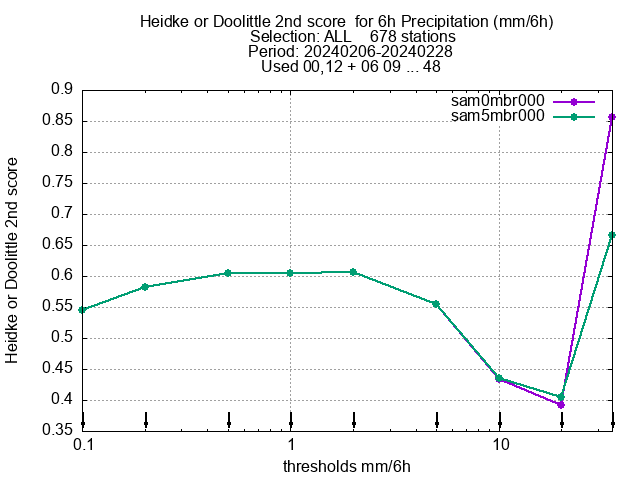 Heidke or Doolittle 2nd score  for 6h Precipitation (mm/6h)
Selection: ALL    678 stations
Period: 20240206-20240228
Used 00,12 + 06 09 ... 48
sam0mbr000
sam5mbr000
Heidke or Doolittle 2nd score
0.9
0.85
0.8
0.75
0.7
0.65
0.6
0.55
0.5
0.45
0.4
0.35
0.1
1
10
thresholds mm/6h